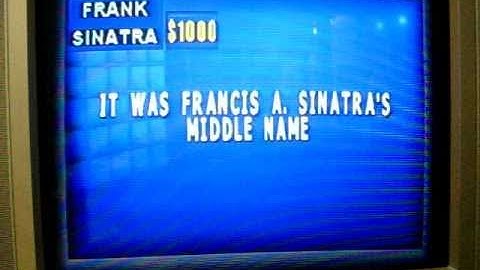 FRANK
SINATRA $1000
IT WAS FRANCIS A. SINATRA'S
MIDDLE NAME